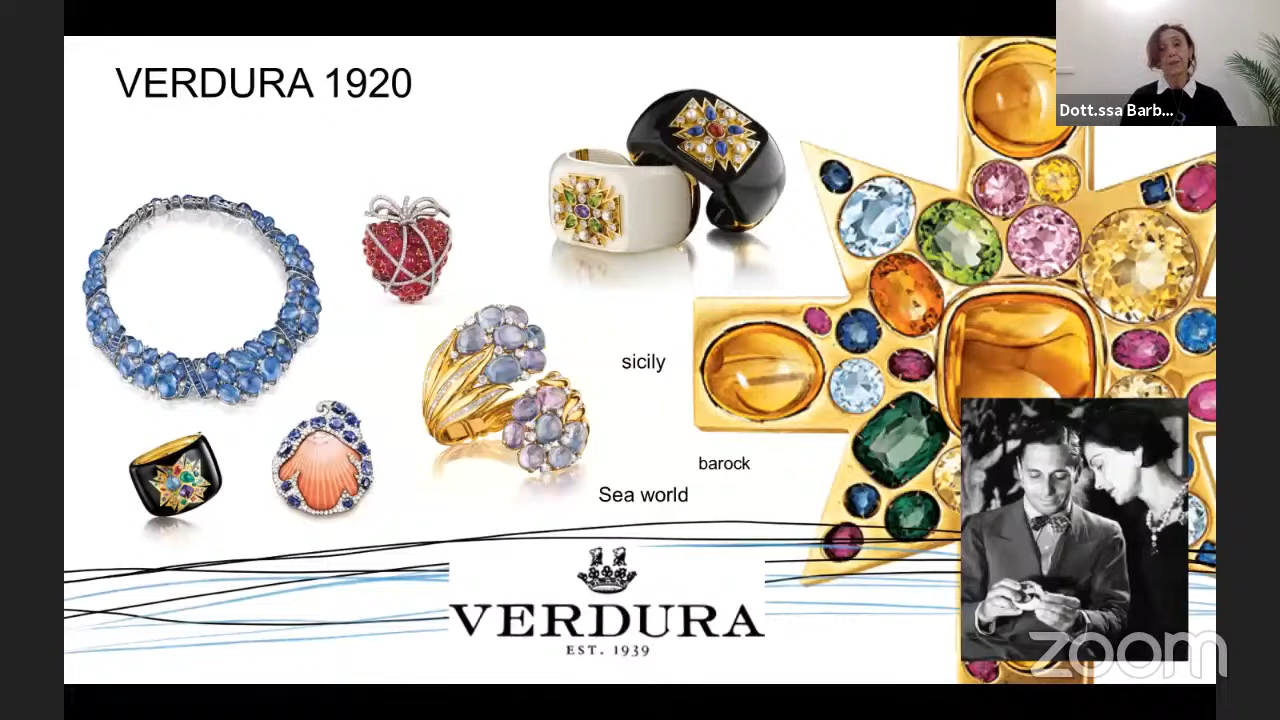 VERDURA 1920
Dott.ssa Barb...
sicily
barock
Sea world
VERDURA
EST. 1939
zoom